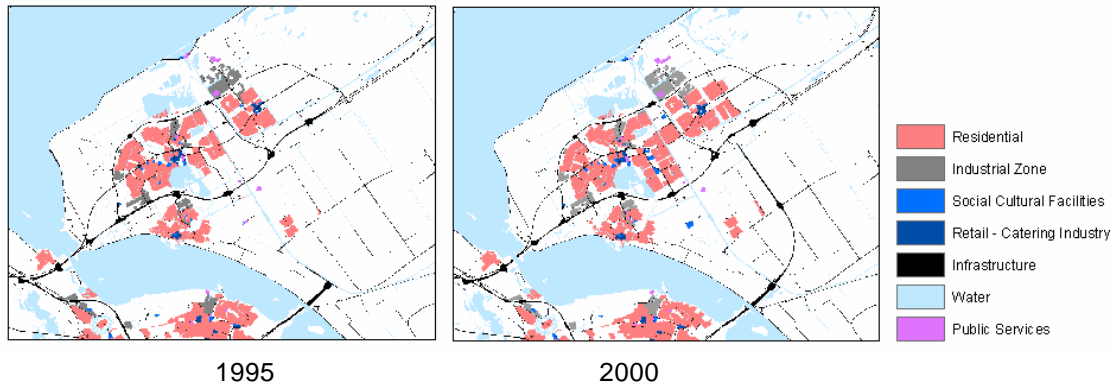 Residential
Industrial Zone
Social Cultural Facilities
Retail - Catering Industry
Infrastructure
Water
Public Services
1995
2000